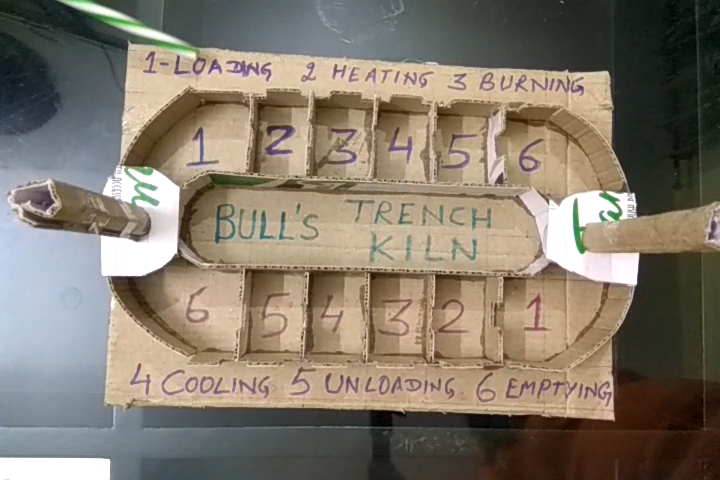 1-LOADING 2 HEATING 3 BURNING
1 2 3 4 5 6
BULL'S TRENCH
KILN
6 5 4 3 2 1
4 COOLING 5 UNLOADING 6 EMPTYING